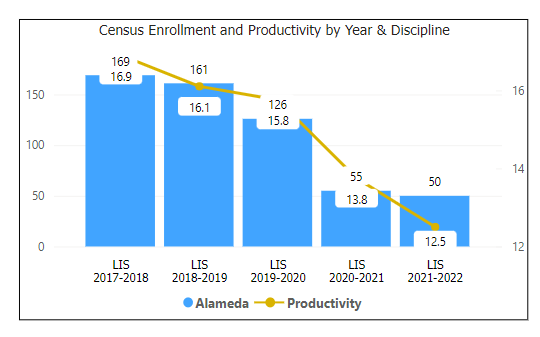 Census Enrollment and Productivity by Year & Discipline
169
16.9
161
16.1
126
15.8
55
13.8
50
12.5
150
100
50
0
16
14
12
LIS
2017-2018
LIS
2018-2019
LIS
2019-2020
LIS
2020-2021
LIS
2021-2022
Alameda
Productivity